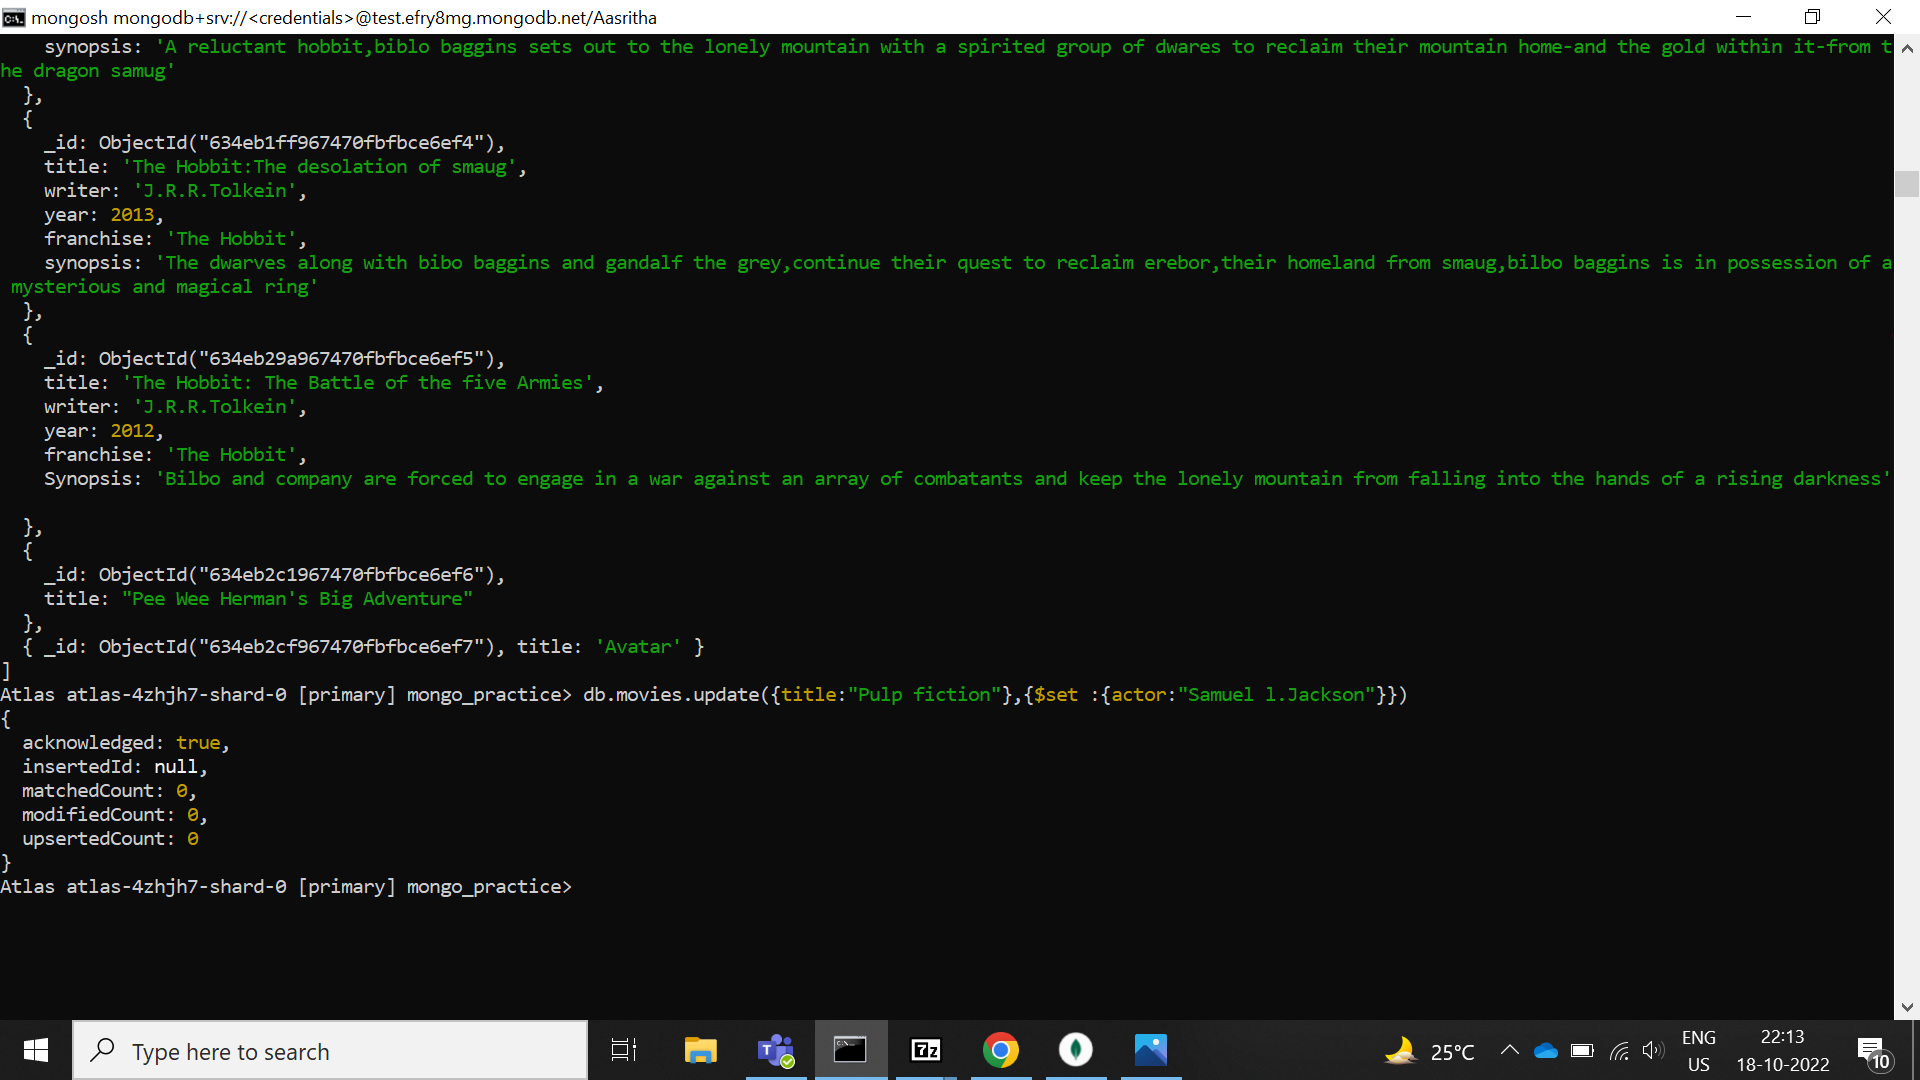 mongosh mongodb+srv://<credentials>@test.efry8mg.mongodb.net/Aasritha
synopsis: 'A reluctant hobbit,biblo baggins sets out to the lonely mountain with a spirited group of dwares to reclaim their mountain home-and the gold within it-from t
he dragon samug'
},
{
_id: ObjectId("634eb1ff967470fbfbce6ef4"),
title: 'The Hobbit:The desolation of smaug',
writer: 'J.R.R.Tolkein',
year: 2013,
franchise: 'The Hobbit',
synopsis: 'The dwarves along with bibo baggins and gandalf the grey,continue their quest to reclaim erebor,their homeland from smaug,bilbo baggins is in possession of a
mysterious and magical ring'
},
{
_id: ObjectId("634eb29a967470fbfbce6ef5"),
title: 'The Hobbit: The Battle of the five Armies',
writer: 'J.R.R.Tolkein',
year: 2012,
franchise: 'The Hobbit',
Synopsis: 'Bilbo and company are forced to engage in a war against an array of combatants and keep the lonely mountain from falling into the hands of a rising darkness'
},
{
_id: ObjectId("634eb2c1967470fbfbce6ef6"),
title: "Pee Wee Herman's Big Adventure"
},
{ _id: ObjectId("634eb2cf967470fbfbce6ef7"), title: 'Avatar' }
]
Atlas atlas-4zhjh7-shard-0 [primary] mongo_practice> db.movies.update({title:"Pulp fiction"},{$set :{actor:"Samuel l.Jackson"}})
{
acknowledged: true,
insertedId: null,
matchedCount: 0,
modifiedCount: 0,
upsertedCount: 0
}
Atlas atlas-4zhjh7-shard-0 [primary] mongo_practice>
Type here to search
7z
25°C
ENG
US
22:13
18-10-2022
10